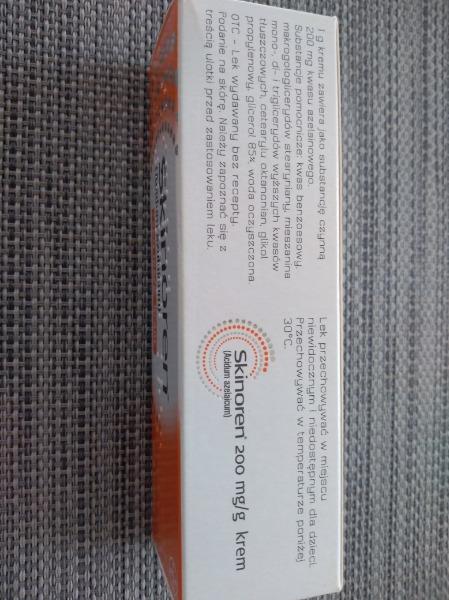 1 g kremu zawiera jako substancję czynną
200 mg kwasu azelainowego.
Substancje pomocnicze: kwas benzoesowy,
makrogologlicerydów stearyniany, mieszanina
mono-, di- i triglicerydów wyższych kwasów
tłuszczowych, cetearylu oktanonian, glikol
propylenowy, glicerol 85%, woda oczyszczona.
OTC - Lek wydawany bez recepty.
Podanie na skórę. Należy zapoznać się z
treścią ulotki przed zastosowaniem leku.
Lek przechowywać w miejscu
niewidocznym i niedostępnym dla dzieci.
Przechowywać w temperaturze poniżej
30°C.
Skinoren® 200 mg/g krem
(Acidum azelaicum)
Skinoren